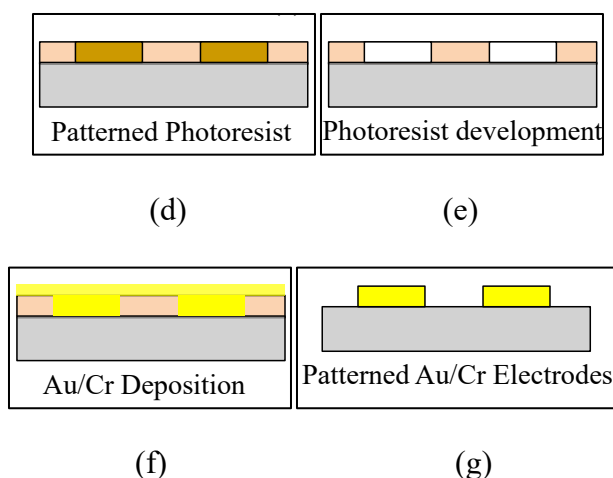 Patterned Photoresist
Photoresist development
(d)
(e)
Au/Cr Deposition
Patterned Au/Cr Electrodes
(f)
(g)